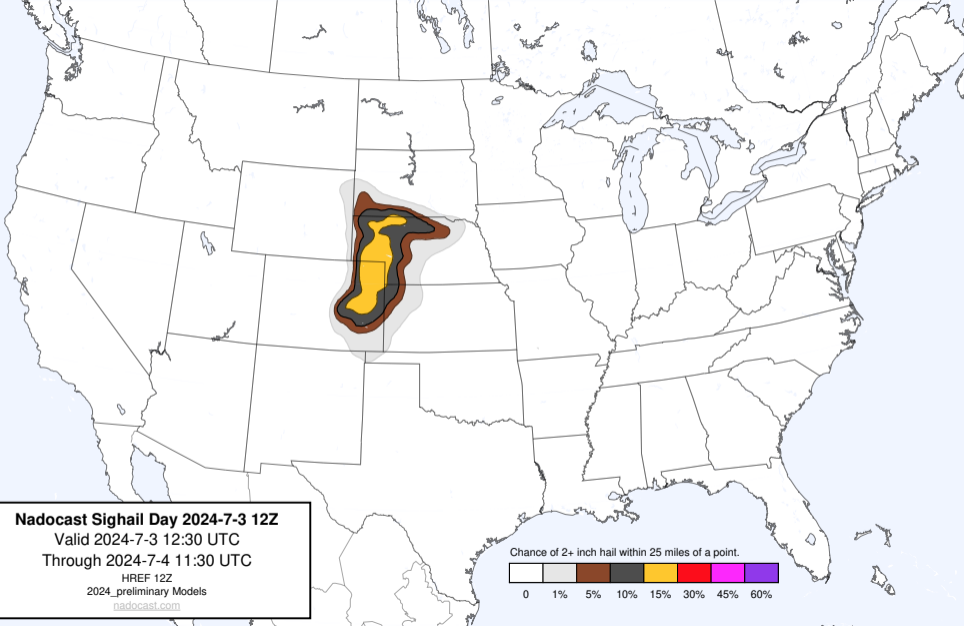 Nadocast Sighail Day 2024-7-3 12Z
Valid 2024-7-3 12:30 UTC
Through 2024-7-4 11:30 UTC
HREF 12Z
2024_preliminary Models
nadocast.com
Chance of 2+ inch hail within 25 miles of a point.
0 1% 5% 10% 15% 30% 45% 60%